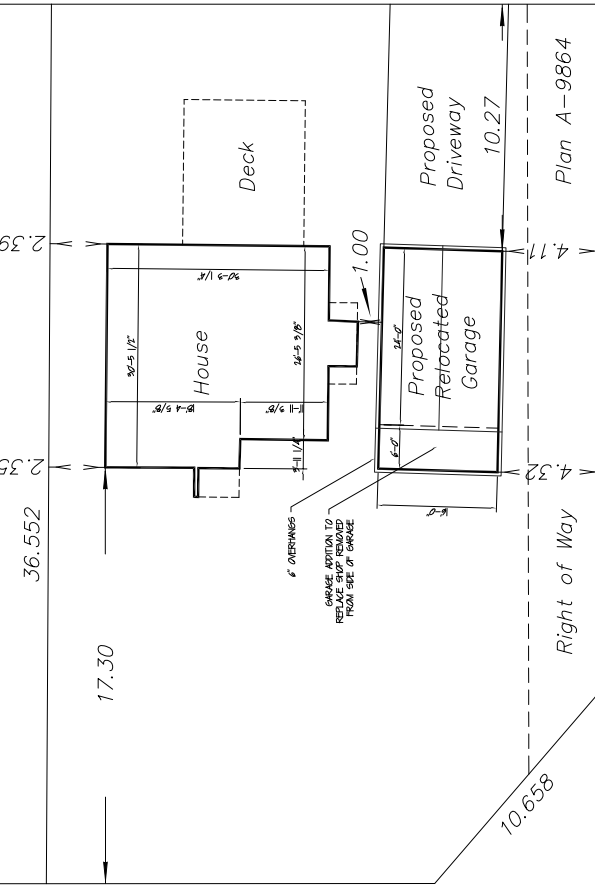 Plan A-9864
Proposed
Driveway
10.27
Deck
2.39
4.11
1.00
30-5 1/4"
30-5 1/2"
House
26-5 3/8"
18-4 5/8"
11-11 5/8"
3-11 1/4"
24'-0"
Proposed
Relocated
Garage
6'-0"
16'-0"
2.35
4.32
36.552
17.30
6" OVERHANGS
GARAGE ADDITION TO
REPLACE SHOP REMOVED
FROM SIDE OF GARAGE
Right of Way
10.658